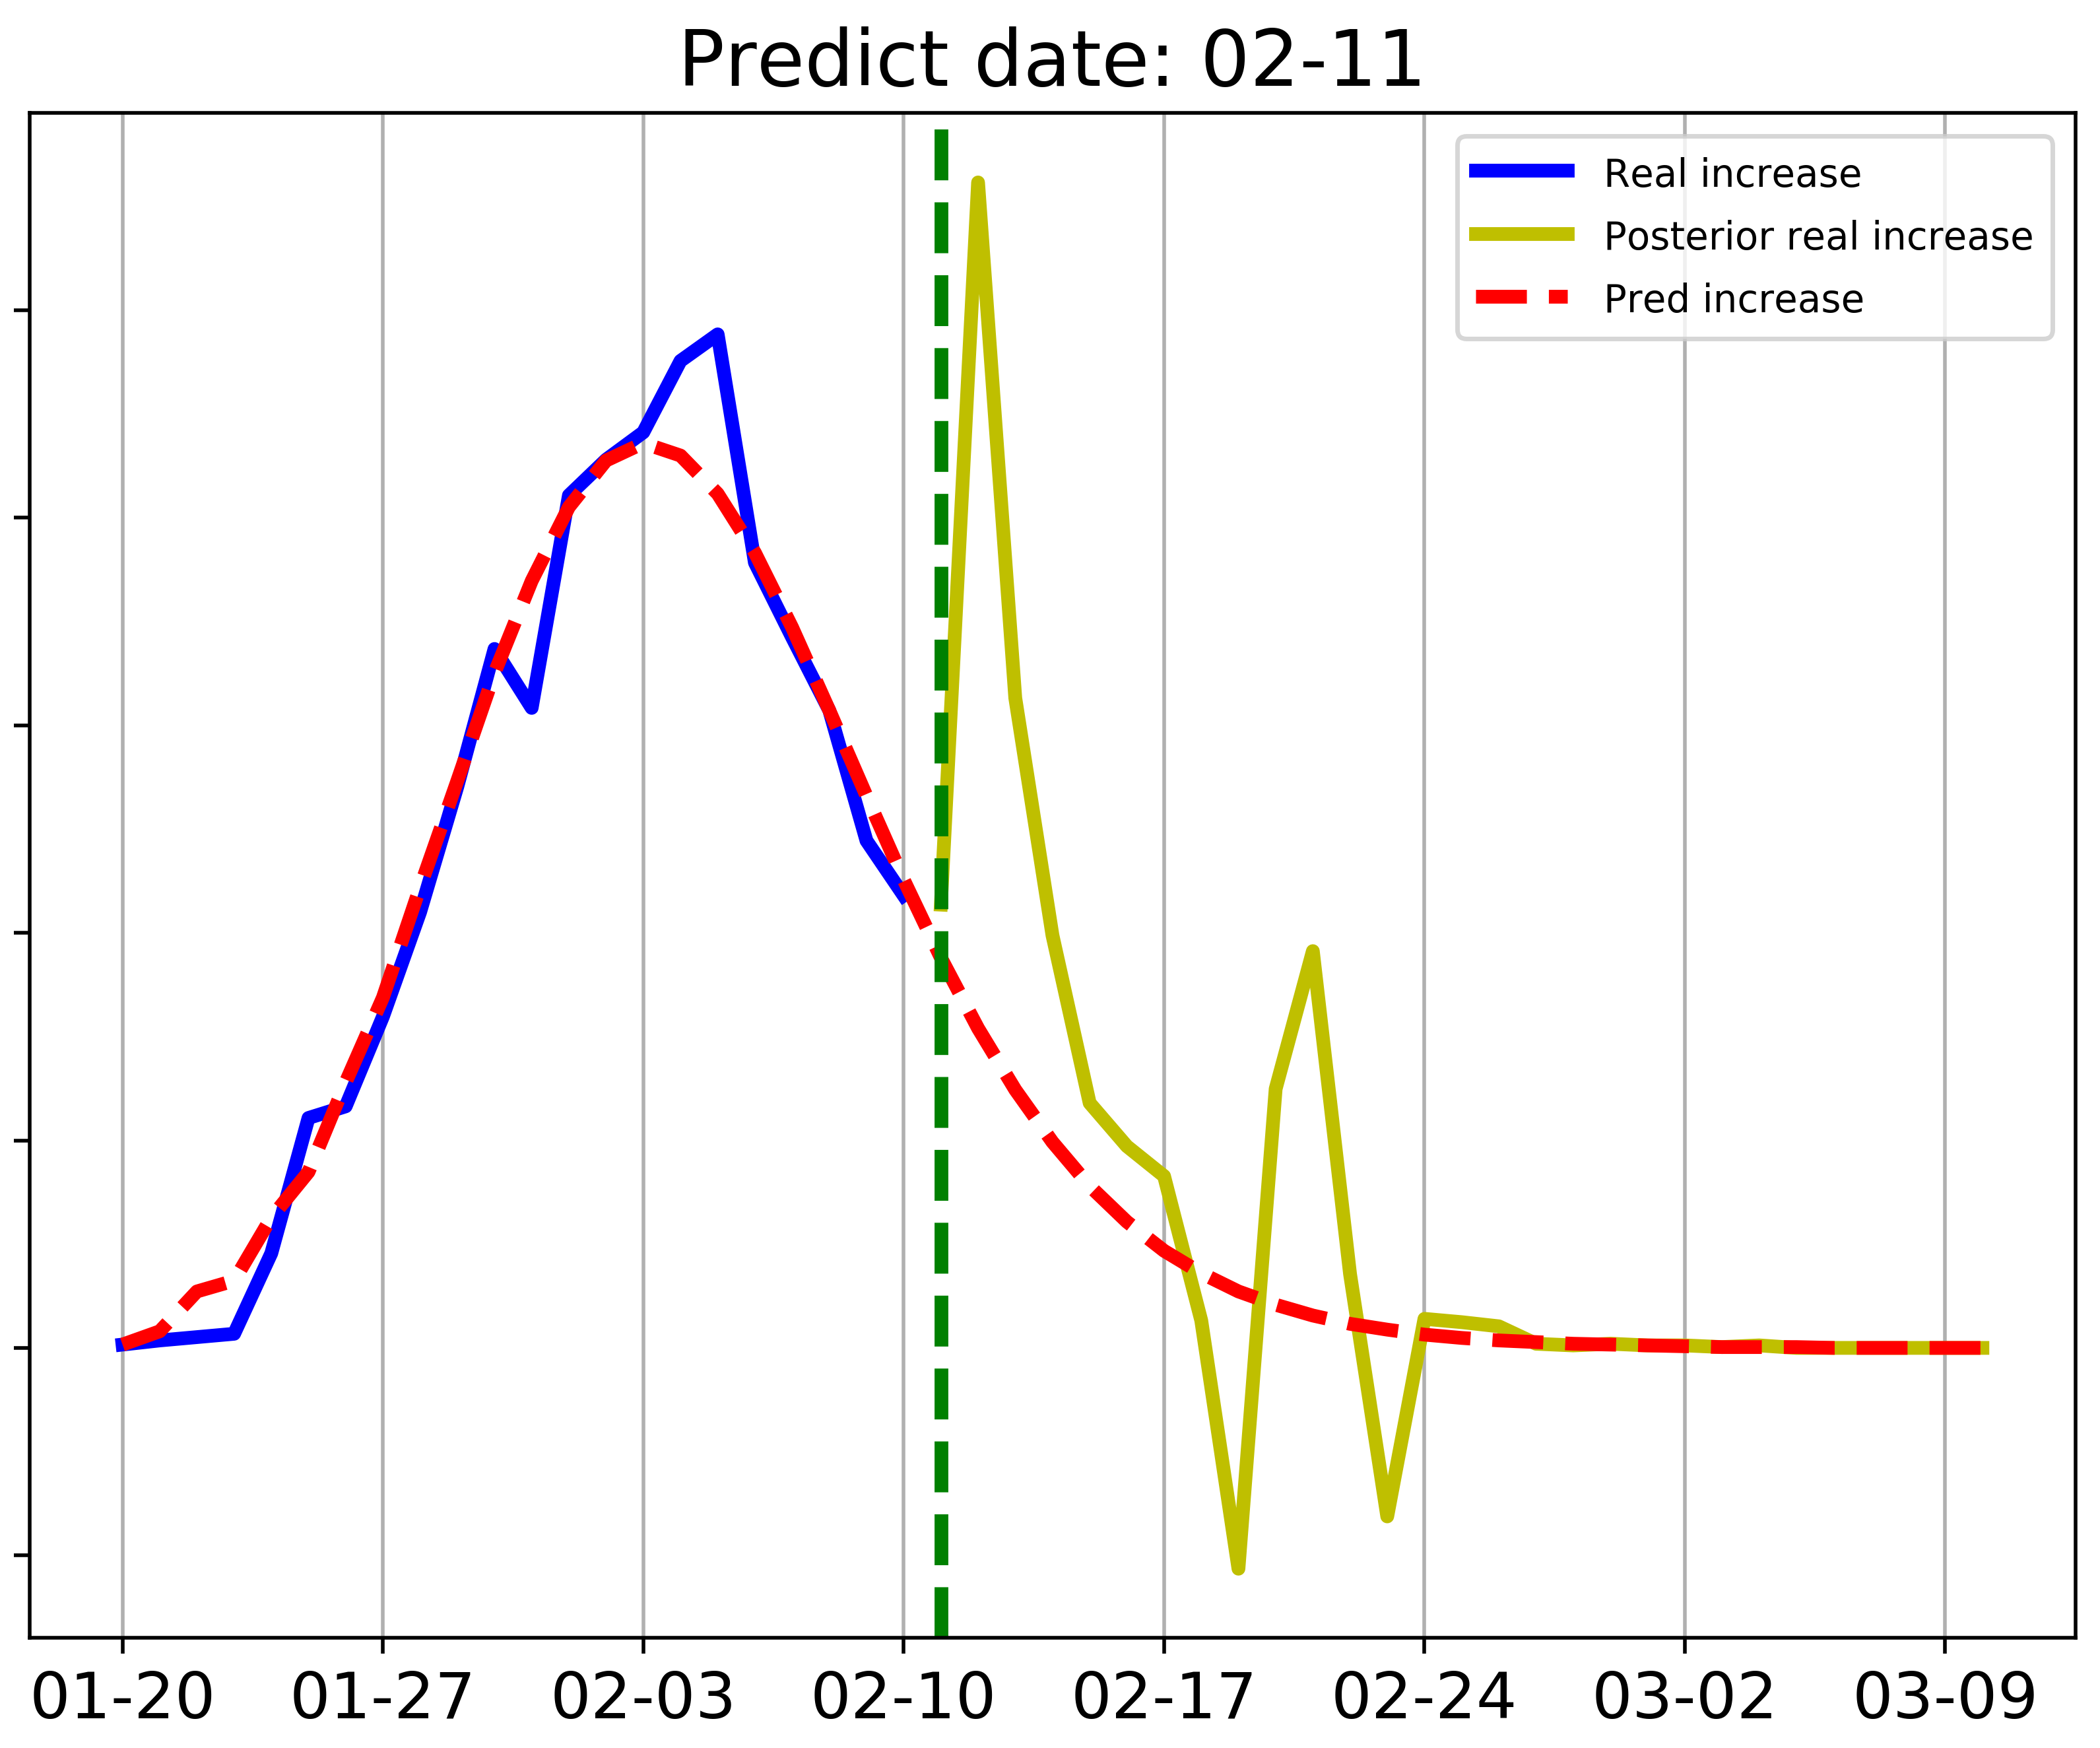 Predict date: 02-11
Real increase
Posterior real increase
Pred increase
01-20 01-27 02-03 02-10 02-17 02-24 03-02 03-09